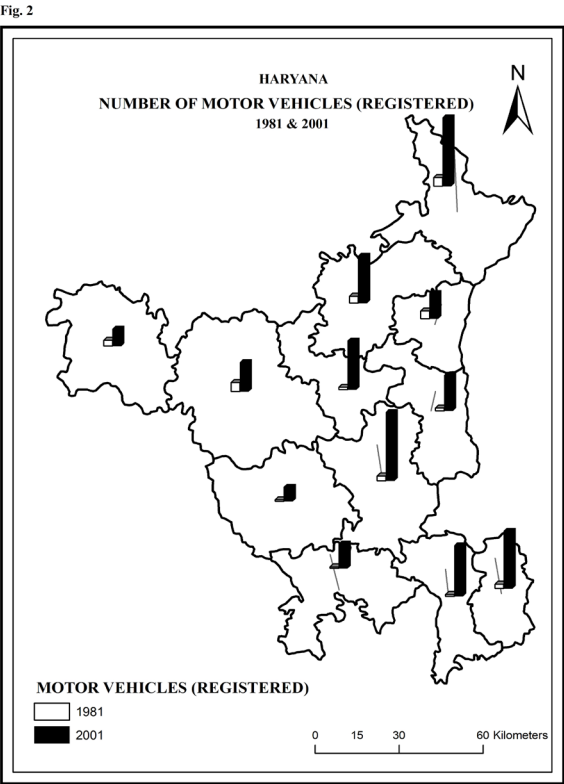 Fig. 2
N
HARYANA
NUMBER OF MOTOR VEHICLES (REGISTERED)
1981 & 2001
MOTOR VEHICLES (REGISTERED)
1981
2001
0 15 30 60 Kilometers